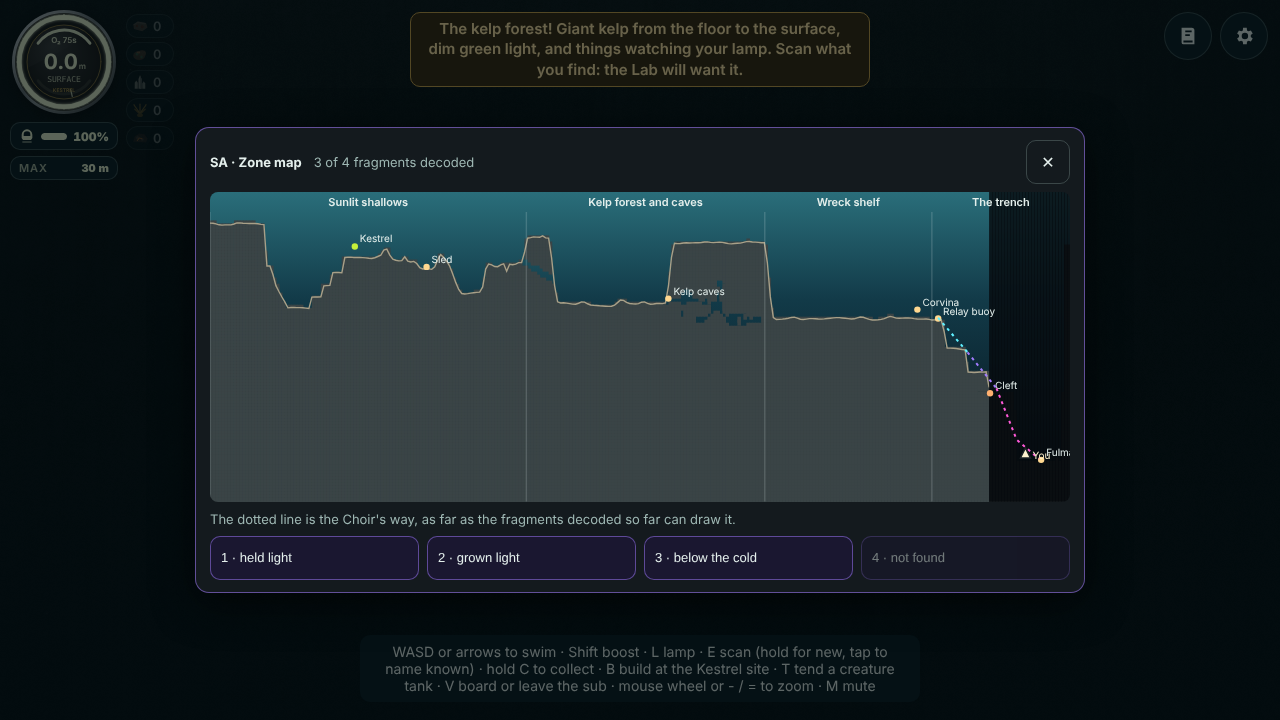 O₂ 75s
0.0 m
SURFACE
KESTREL
0
0
0
0
0
100%
MAX 30 m
The kelp forest! Giant kelp from the floor to the surface,
dim green light, and things watching your lamp. Scan what
you find: the Lab will want it.
SA · Zone map 3 of 4 fragments decoded
Sunlit shallows
Kelp forest and caves
Wreck shelf
The trench
Kestrel
Sled
Kelp caves
Corvina
Relay buoy
Cleft
You
Fulma
The dotted line is the Choir's way, as far as the fragments decoded so far can draw it.
1 · held light
2 · grown light
3 · below the cold
4 · not found
WASD or arrows to swim · Shift boost · L lamp · E scan (hold for new, tap to
name known) · hold C to collect · B build at the Kestrel site · T tend a creature
tank · V board or leave the sub · mouse wheel or - / = to zoom · M mute